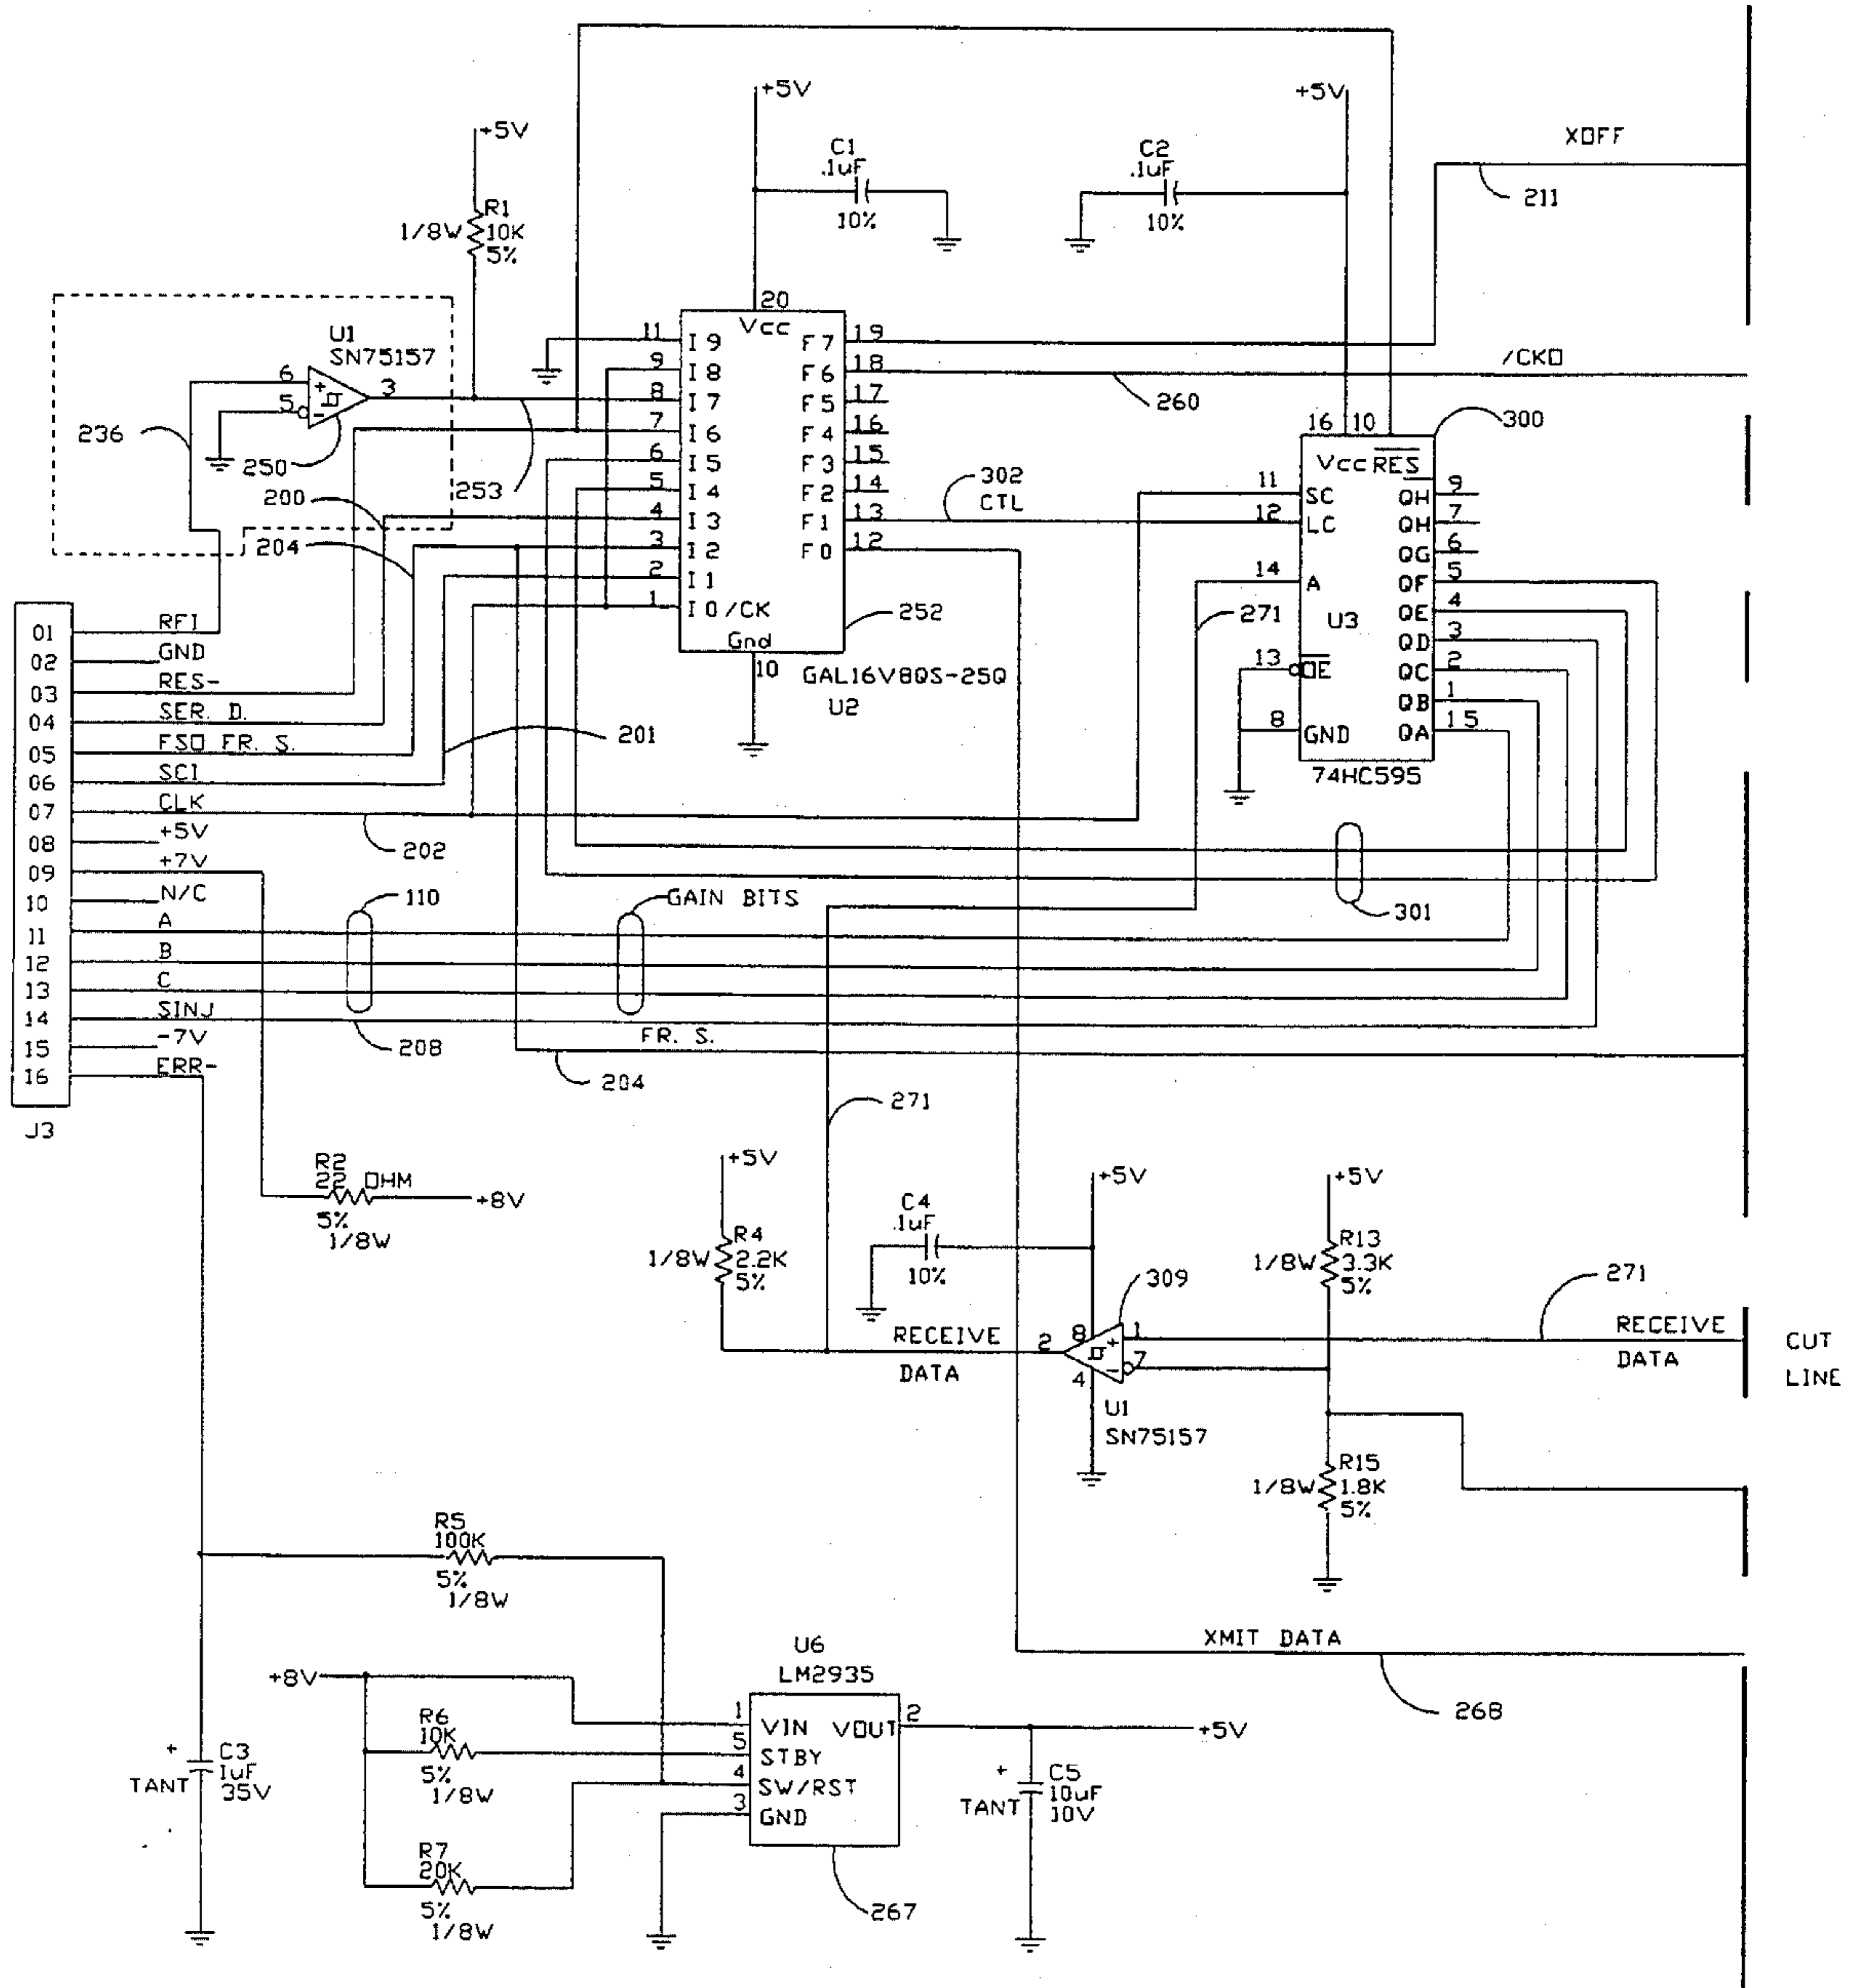 +5V
+5V
+5V
XOFF
C1
.1uF
10%
C2
.1uF
10%
211
R1
1/8W 10K
5%
U1
SN75157
6
+
3
5
-
236
250
200
253
204
20
Vcc
11 I9
9 I8
8 I7
7 I6
6 I5
5 I4
4 I3
3 I2
2 I1
1 I0/CK
Gnd
10
F7 19
F6 18
F5 17
F4 16
F3 15
F2 14
F1 13
F0 12
252
GAL16V8QS-25Q
U2
/CKO
260
302
CTL
300
16 10
Vcc RES
11 SC
12 LC
14 A
U3
13 OE
8 GND
QH 9
QH 7
QG 6
QF 5
QE 4
QD 3
QC 2
QB 1
QA 15
74HC595
271
01 RFI
02 GND
03 RES-
04 SER. D.
05 FSO FR. S.
06 SCI
07 CLK
08 +5V
09 +7V
10 N/C
11 A
12 B
13 C
14 SINJ
15 -7V
16 ERR-
J3
201
202
110
GAIN BITS
301
208
FR. S.
204
271
R2
22 OHM
5%
1/8W
+8V
+5V
R4
1/8W 2.2K
5%
C4
.1uF
10%
+5V
309
+5V
R13
1/8W 3.3K
5%
271
RECEIVE
DATA
2
8
+
1
-
7
4
U1
SN75157
RECEIVE
DATA
CUT
LINE
R15
1/8W 1.8K
5%
R5
100K
5%
1/8W
XMIT DATA
268
U6
LM2935
+8V
R6
10K
5%
1/8W
R7
20K
5%
1/8W
1 VIN
5 STBY
4 SW/RST
3 GND
VOUT 2
+5V
+
C3
1uF
TANT
35V
+
C5
10uF
TANT
10V
267